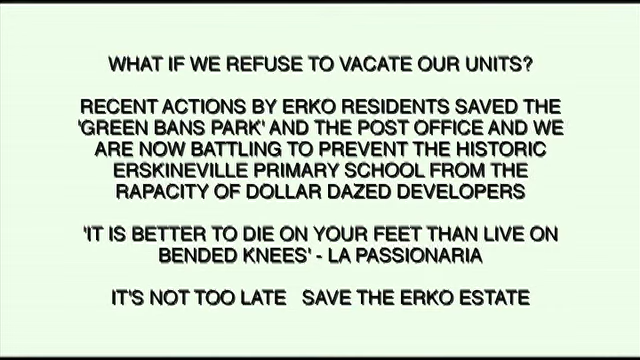 WHAT IF WE REFUSE TO VACATE OUR UNITS?
RECENT ACTIONS BY ERKO RESIDENTS SAVED THE
'GREEN BANS PARK' AND THE POST OFFICE AND WE
ARE NOW BATTLING TO PREVENT THE HISTORIC
ERSKINEVILLE PRIMARY SCHOOL FROM THE
RAPACITY OF DOLLAR DAZED DEVELOPERS
'IT IS BETTER TO DIE ON YOUR FEET THAN LIVE ON
BENDED KNEES' - LA PASSIONARIA
IT'S NOT TOO LATE   SAVE THE ERKO ESTATE